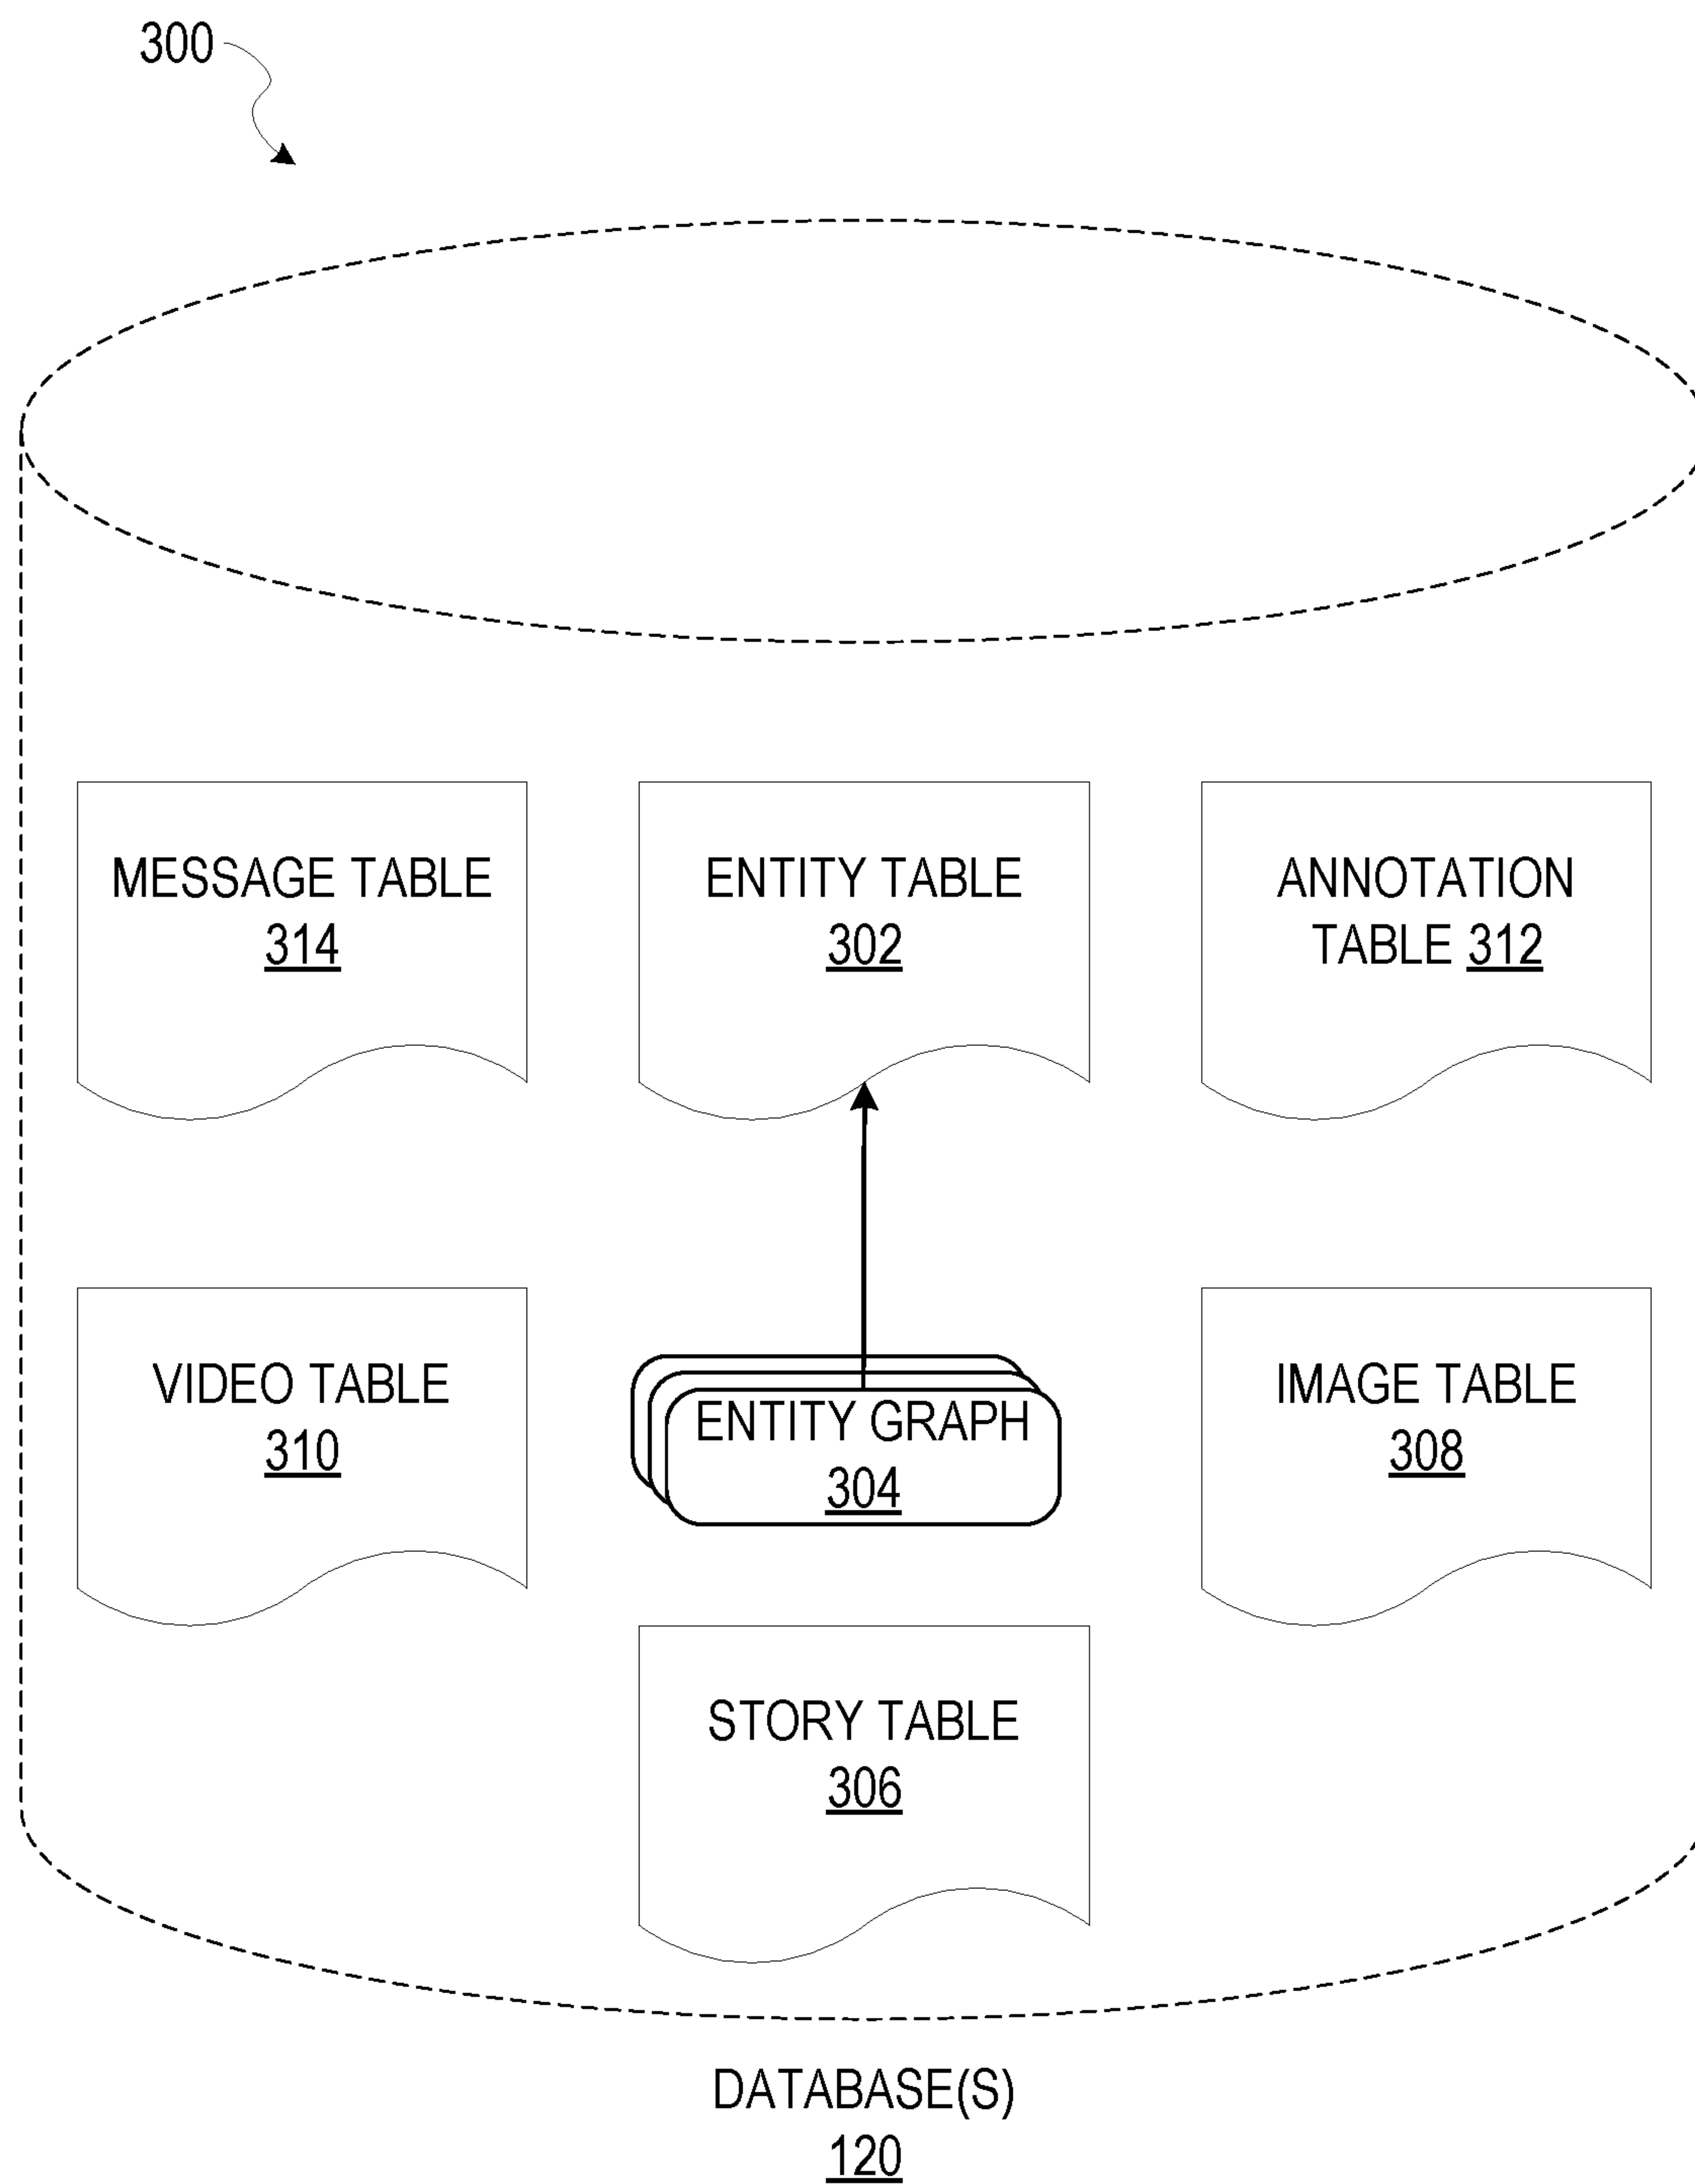 300
MESSAGE TABLE
314
ENTITY TABLE
302
ANNOTATION
TABLE 312
VIDEO TABLE
310
ENTITY GRAPH
304
IMAGE TABLE
308
STORY TABLE
306
DATABASE(S)
120